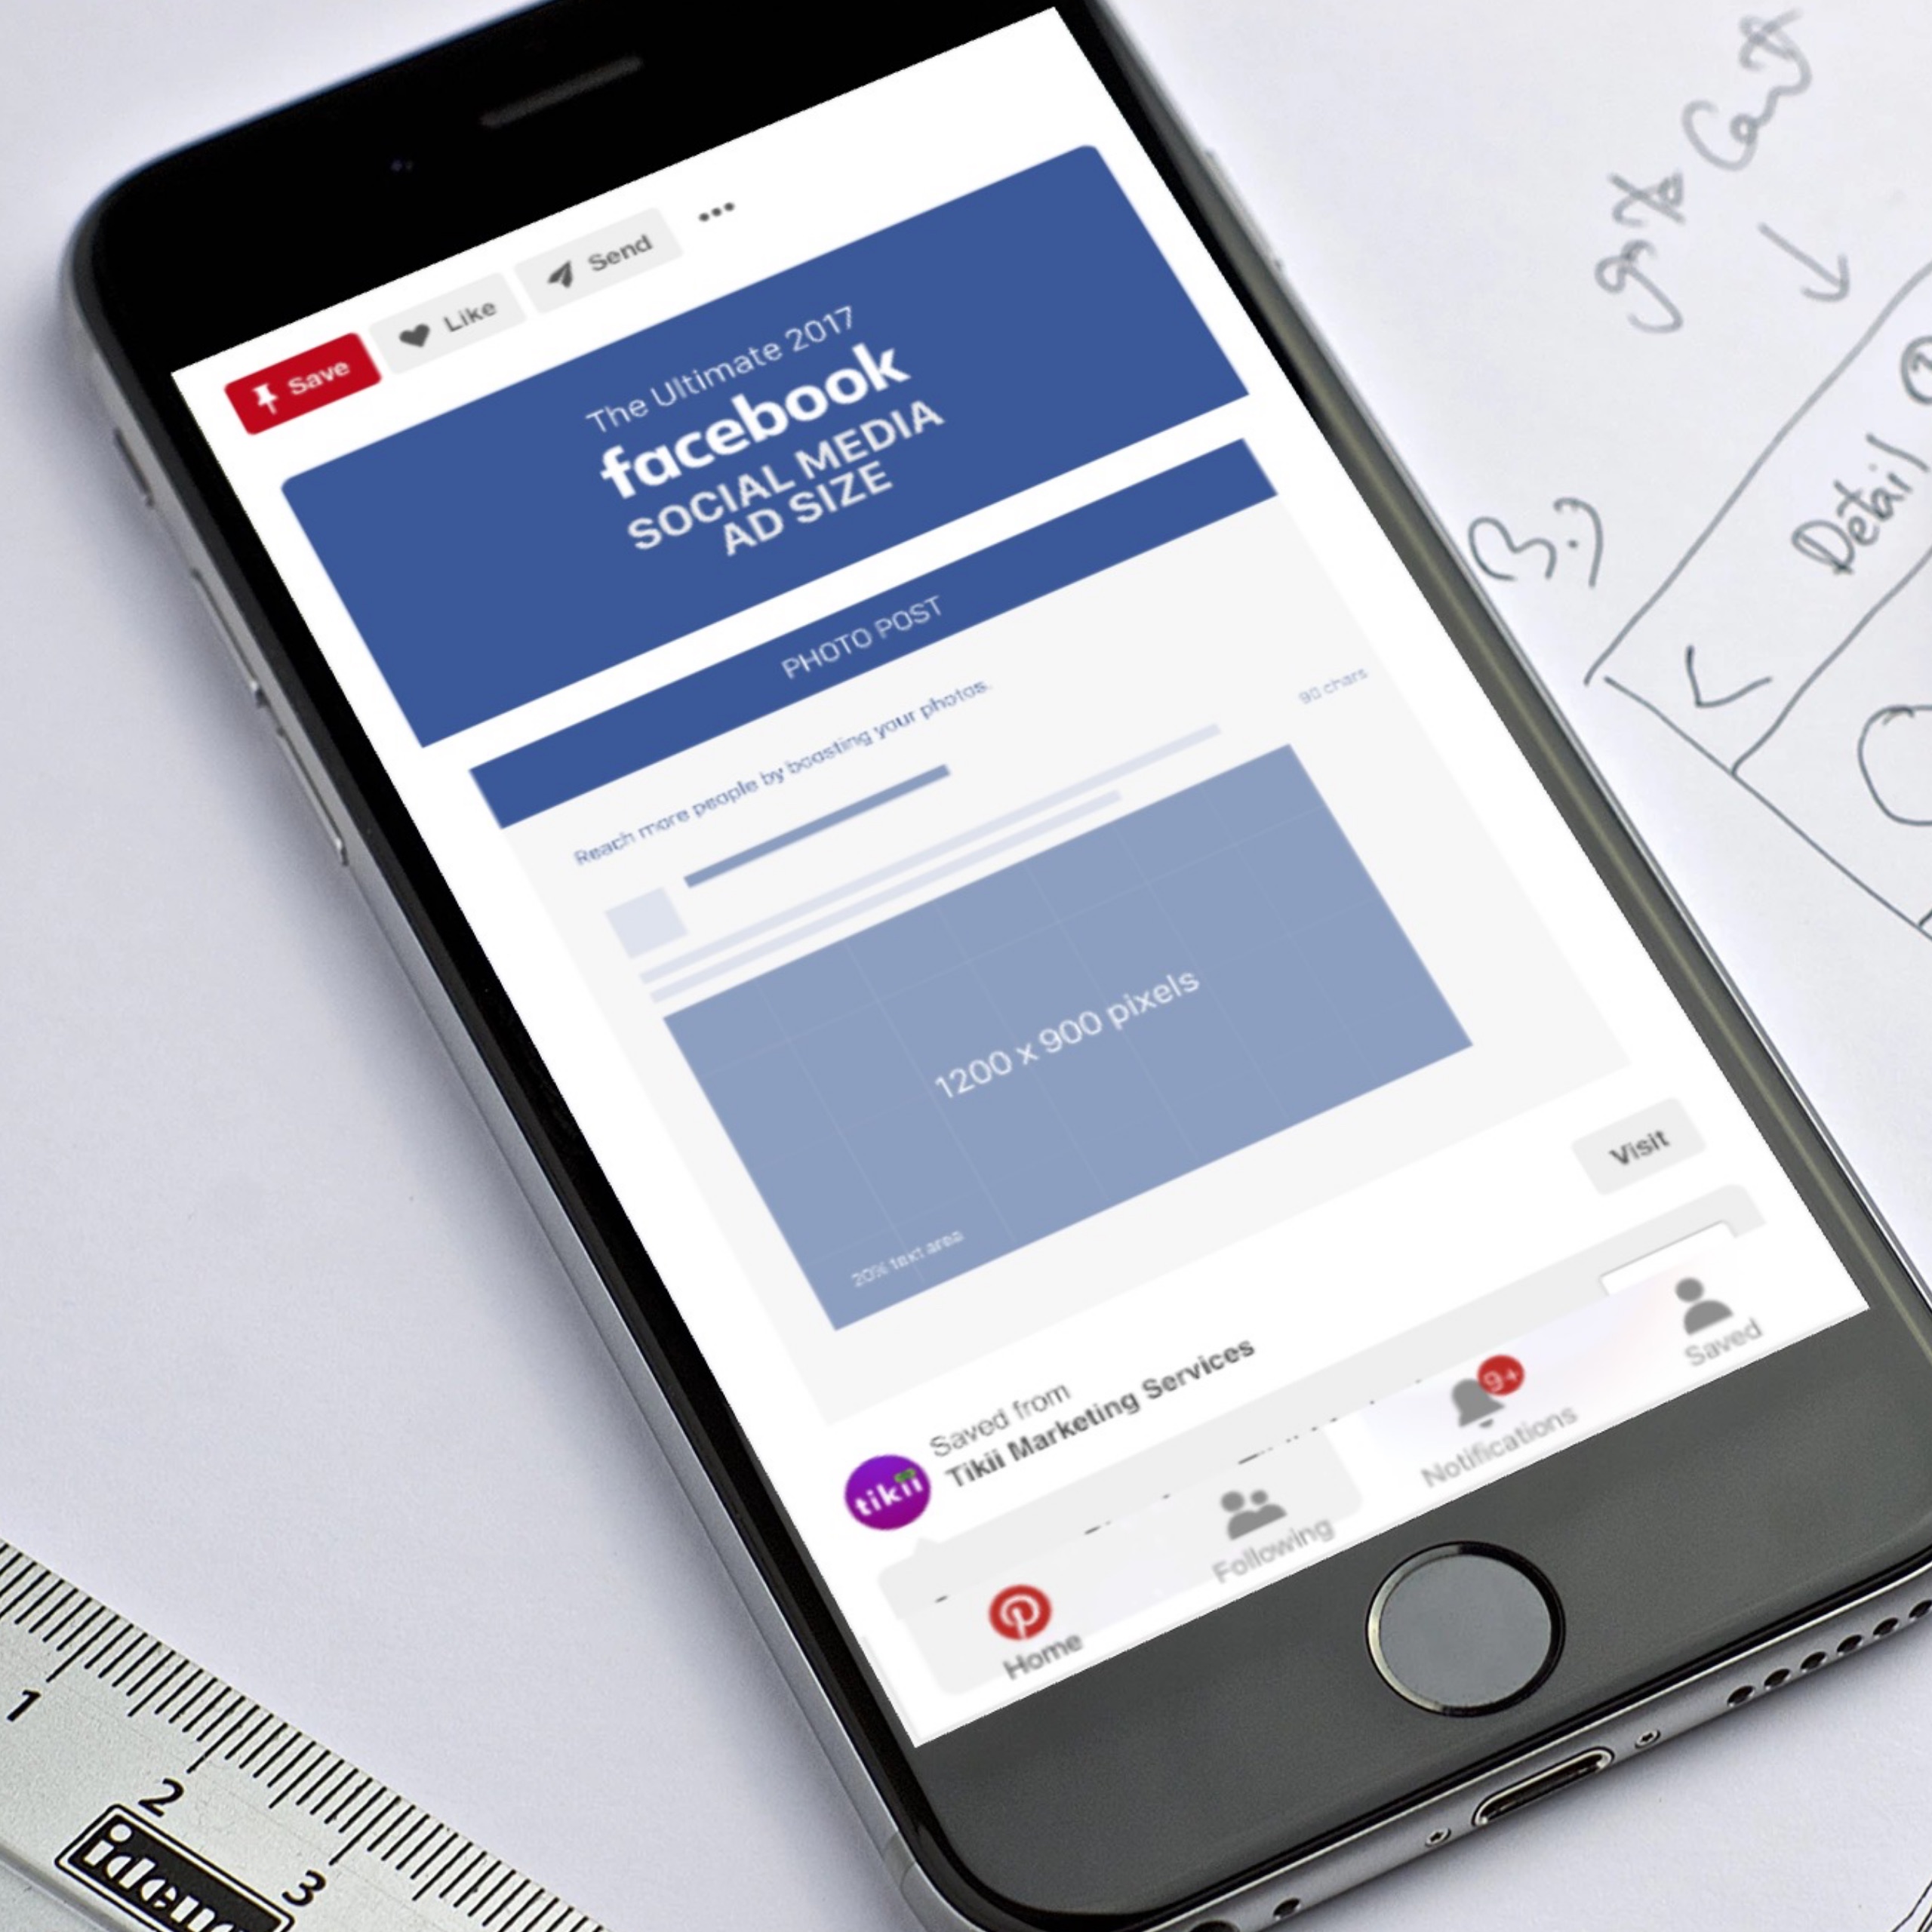 Save
Like
Send
The Ultimate 2017
facebook
SOCIAL MEDIA
AD SIZE
PHOTO POST
Reach more people by boosting your photos.
90 chars
1200 x 900 pixels
20% text area
Visit
Saved from
Tikii Marketing Services
tikii
Home
Following
9+
Notifications
Saved
goto Cart
3.)
Detail
1
2
3